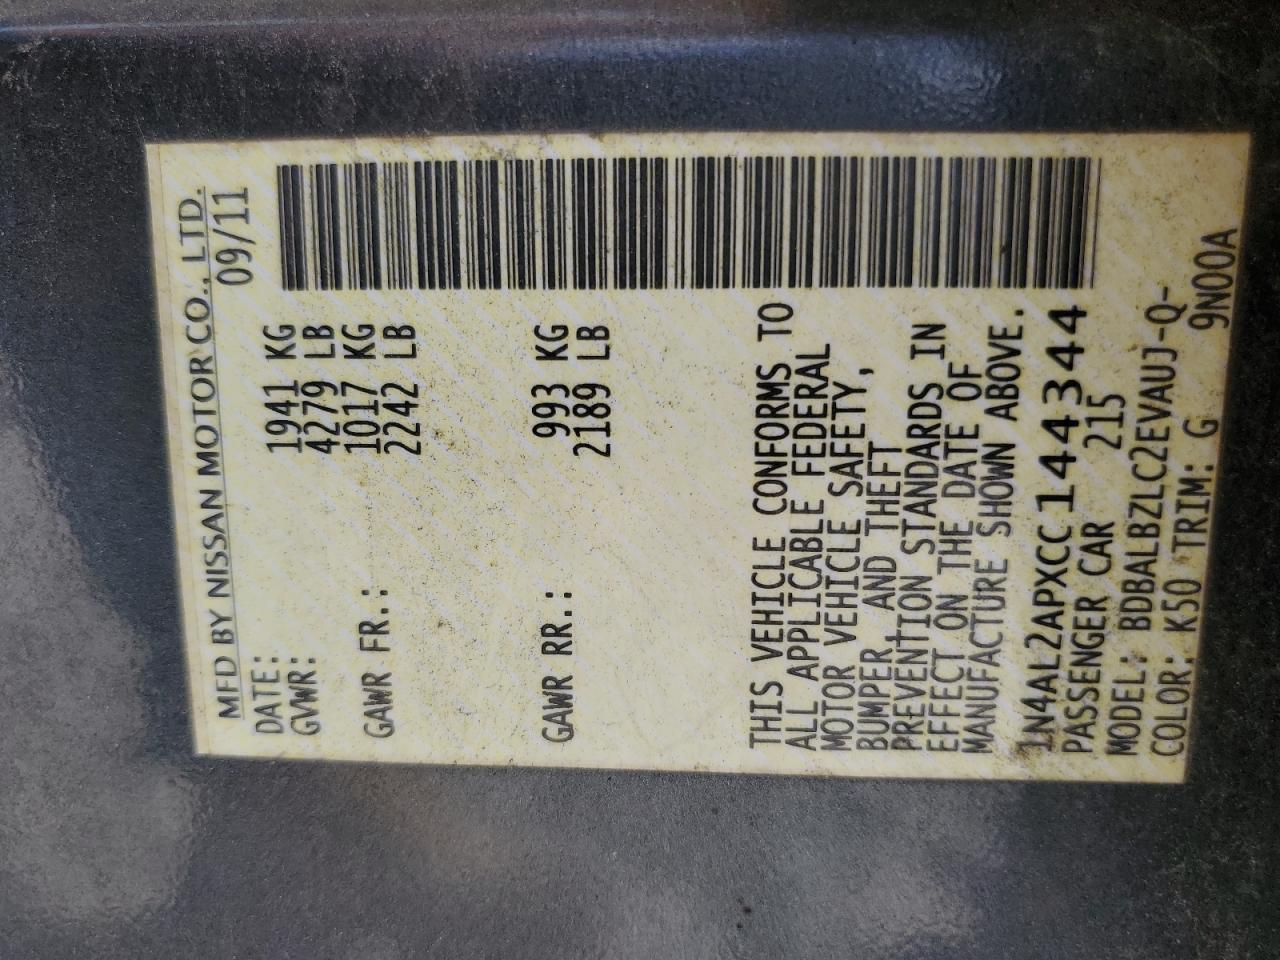 MFD BY NISSAN MOTOR CO., LTD.
DATE: 09/11
GVWR: 1941 KG
4279 LB
GAWR FR.: 1017 KG
2242 LB
GAWR RR.: 993 KG
2189 LB
THIS VEHICLE CONFORMS TO
ALL APPLICABLE FEDERAL
MOTOR VEHICLE SAFETY,
BUMPER, AND THEFT
PREVENTION STANDARDS IN
EFFECT ON THE DATE OF
MANUFACTURE SHOWN ABOVE.
1N4AL2APXCC144344
PASSENGER CAR 215
MODEL: BDBALBZLC2EVAUJ-Q-
COLOR: K50 TRIM: G 9N00A